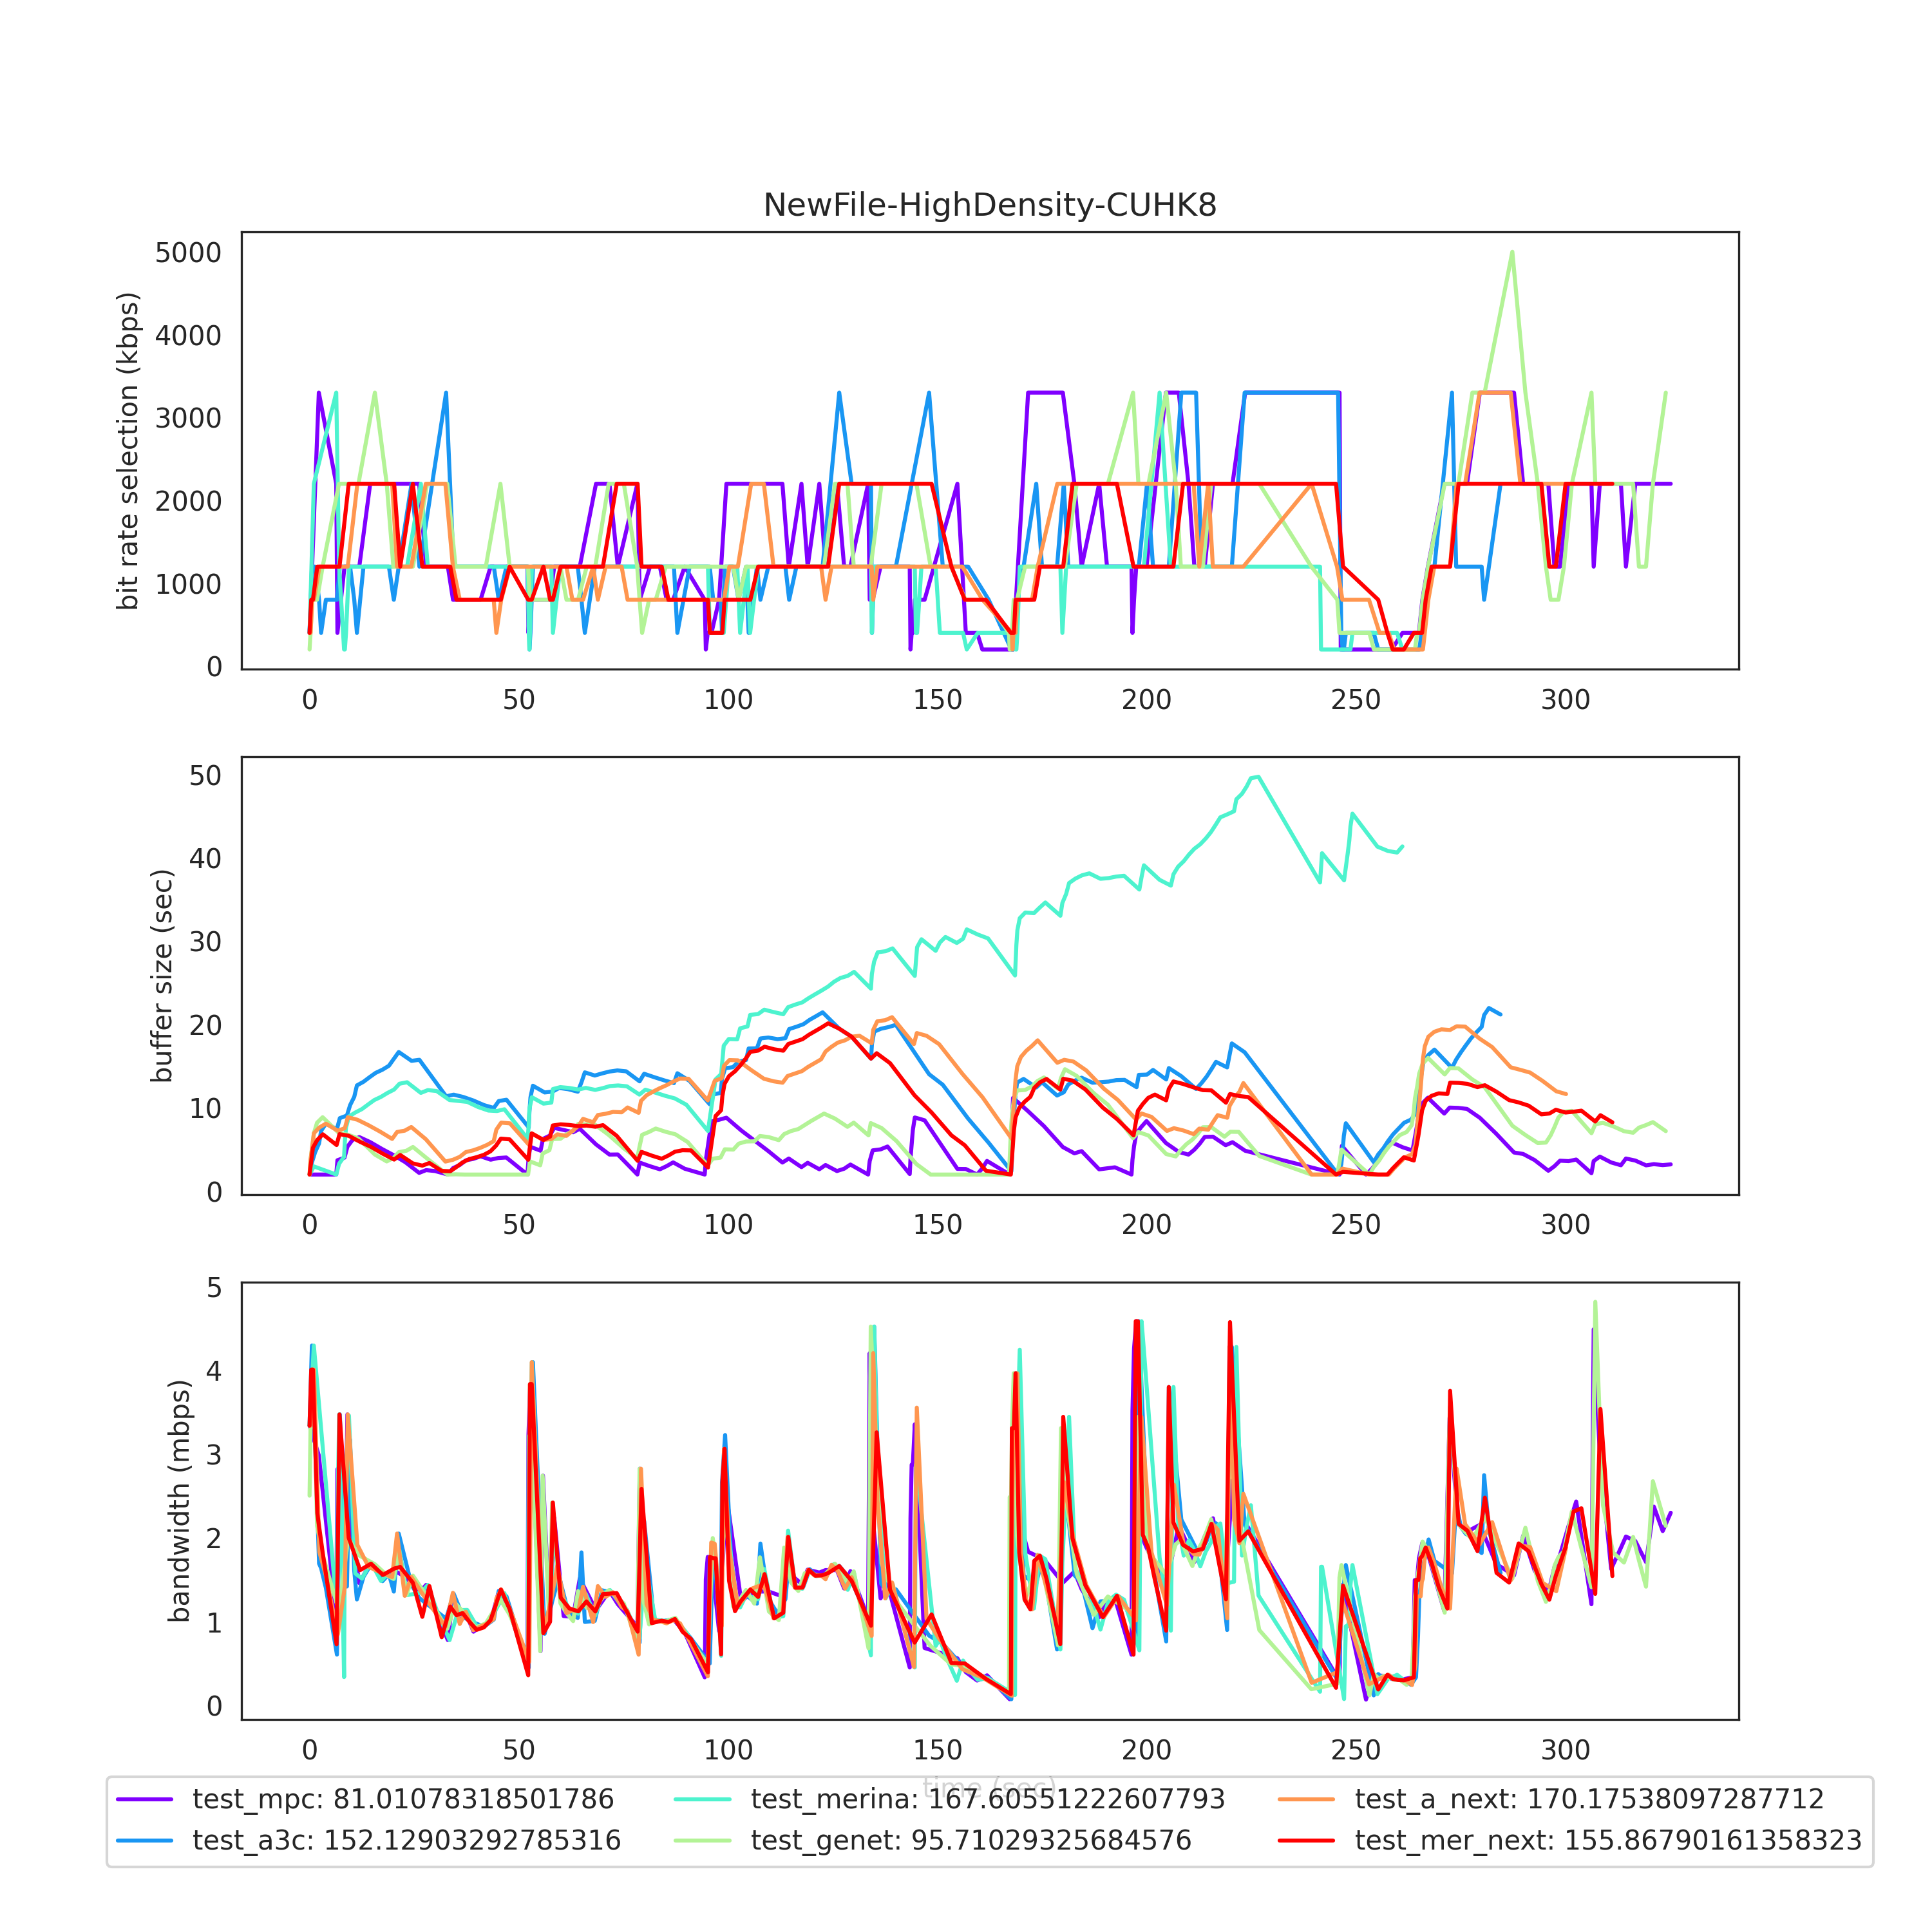 NewFile-HighDensity-CUHK8
bit rate selection (kbps)
5000
4000
3000
2000
1000
0
0 50 100 150 200 250 300
buffer size (sec)
50
40
30
20
10
0
0 50 100 150 200 250 300
bandwidth (mbps)
5
4
3
2
1
0
0 50 100 150 200 250 300
time (sec)
test_mpc: 81.01078318501786
test_a3c: 152.12903292785316
test_merina: 167.60551222607793
test_genet: 95.71029325684576
test_a_next: 170.17538097287712
test_mer_next: 155.86790161358323